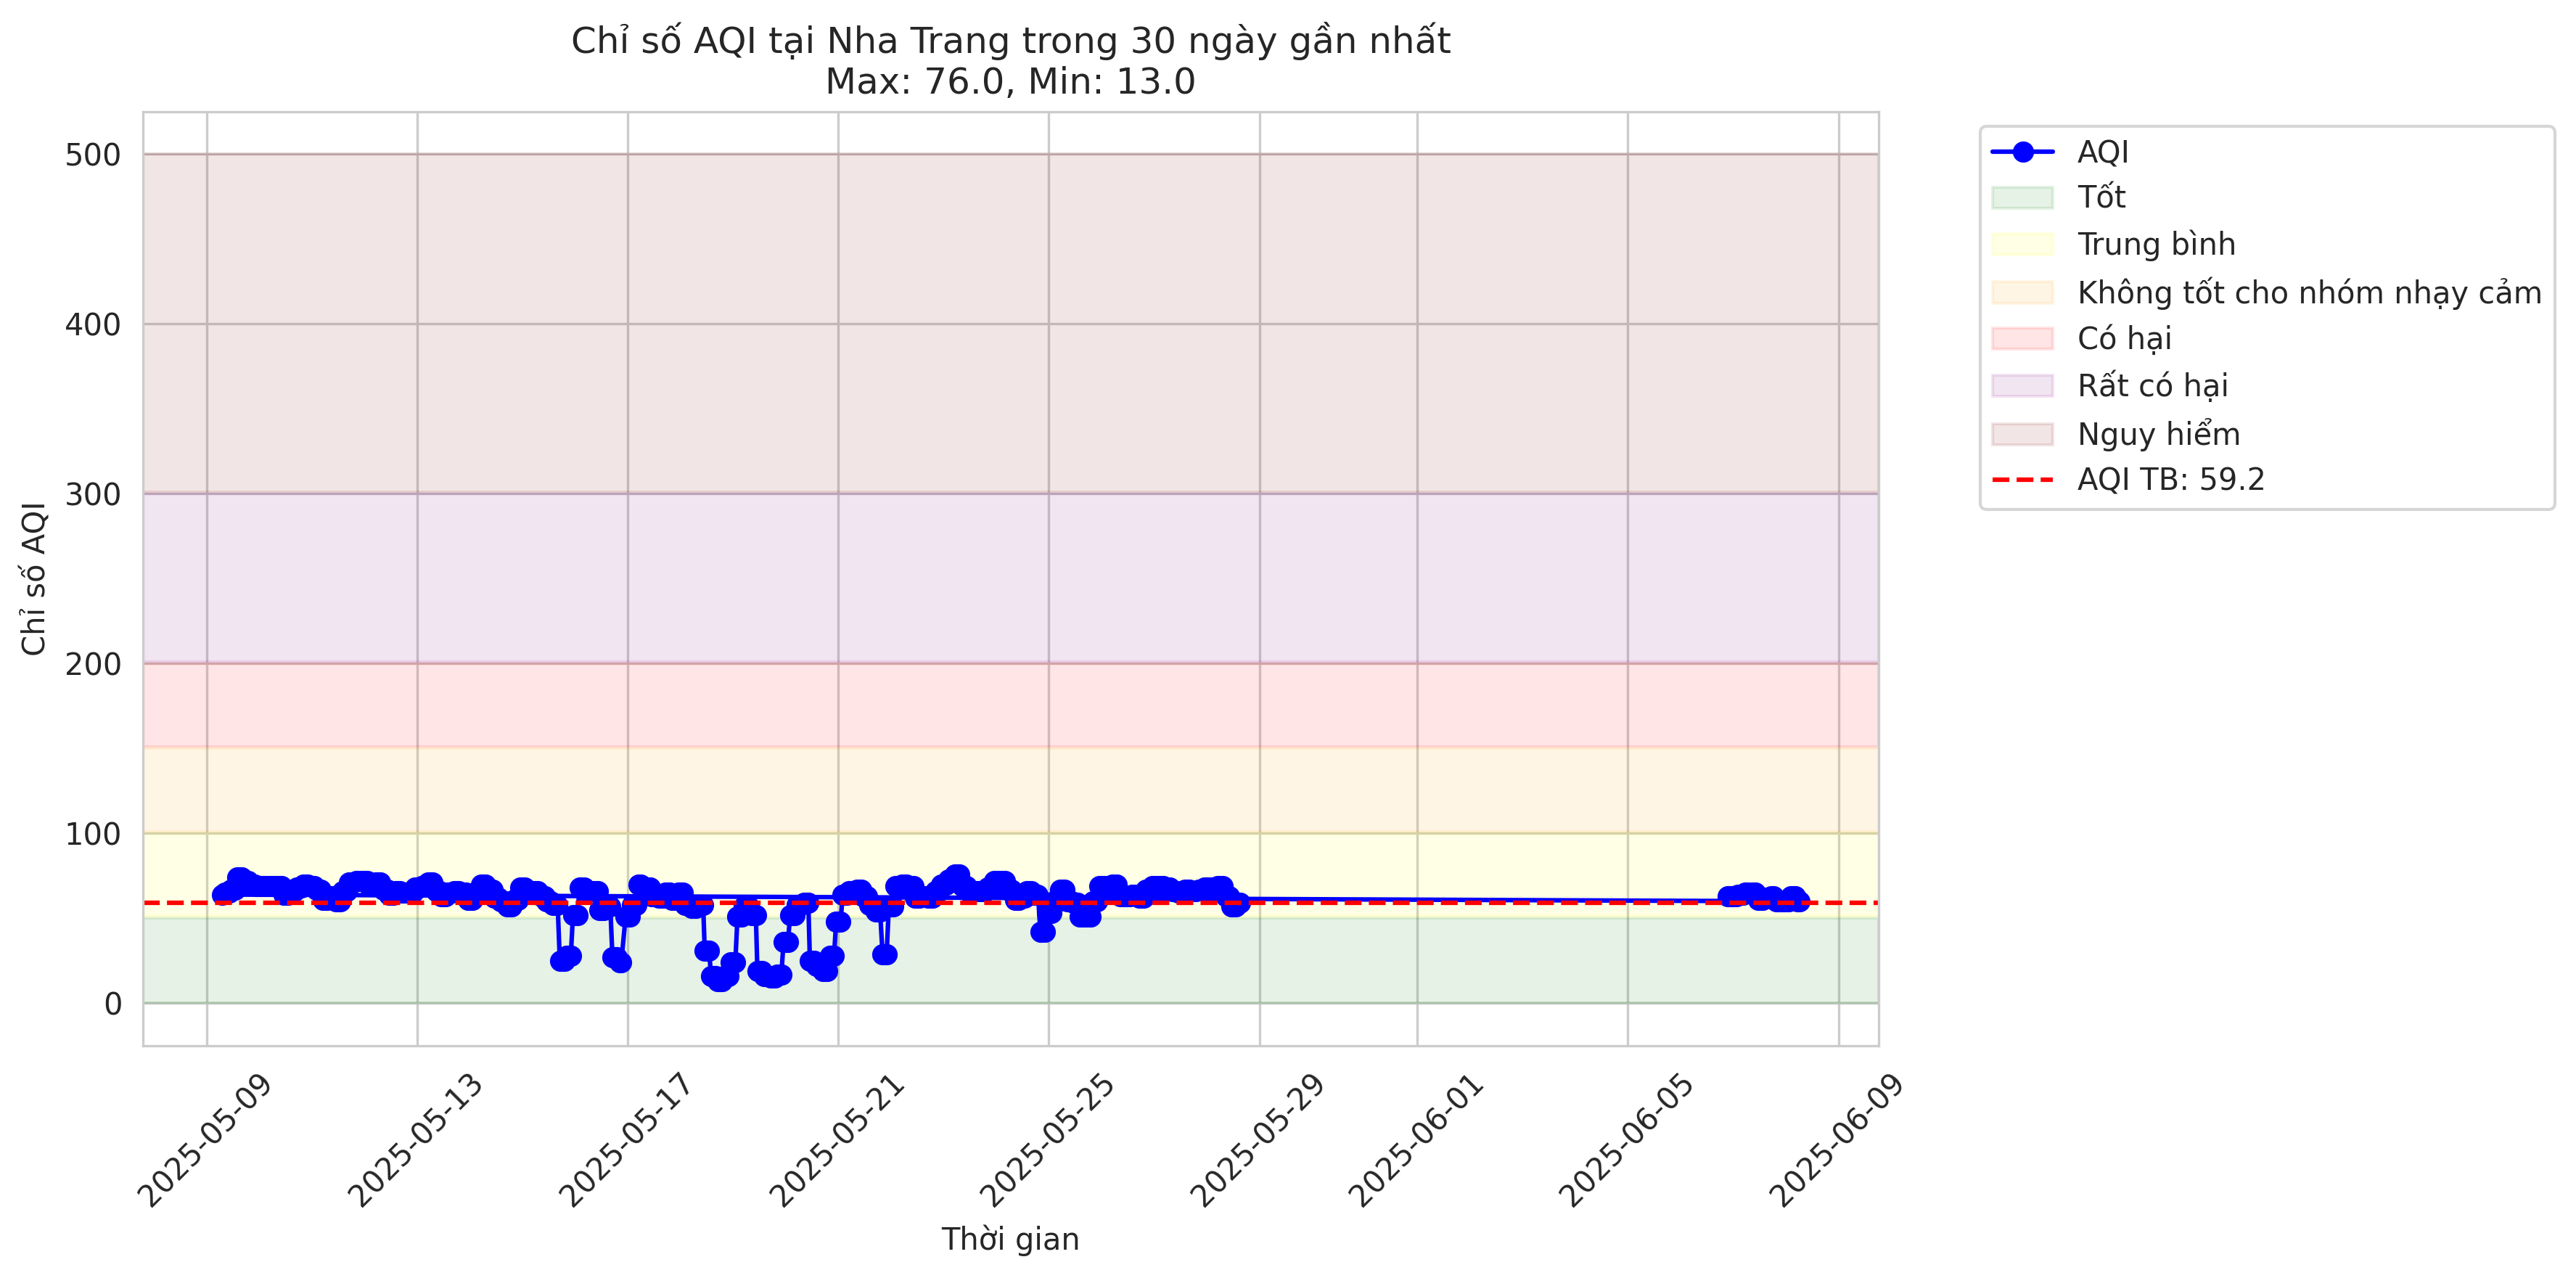 Chỉ số AQI tại Nha Trang trong 30 ngày gần nhất
Max: 76.0, Min: 13.0
Chỉ số AQI
500
400
300
200
100
0
2025-05-09
2025-05-13
2025-05-17
2025-05-21
2025-05-25
2025-05-29
2025-06-01
2025-06-05
2025-06-09
Thời gian
AQI
Tốt
Trung bình
Không tốt cho nhóm nhạy cảm
Có hại
Rất có hại
Nguy hiểm
AQI TB: 59.2